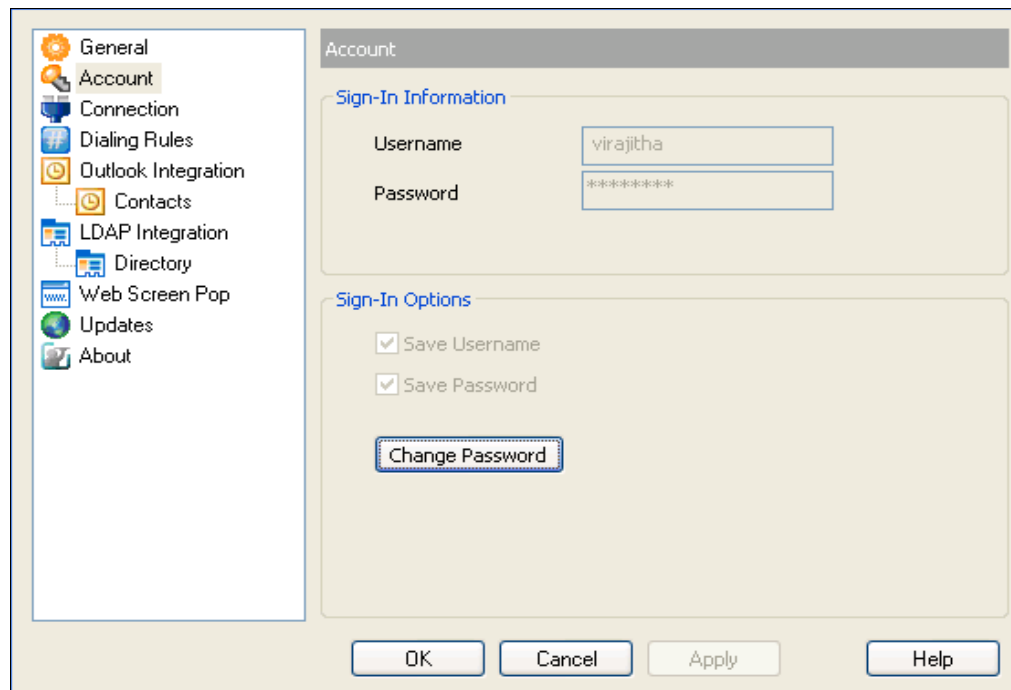 General
Account
Connection
Dialing Rules
Outlook Integration
Contacts
LDAP Integration
Directory
www.
Web Screen Pop
Updates
About
Account
Sign-In Information
Username
virajitha
Password
********
Sign-In Options
Save Username
Save Password
Change Password
OK
Cancel
Apply
Help